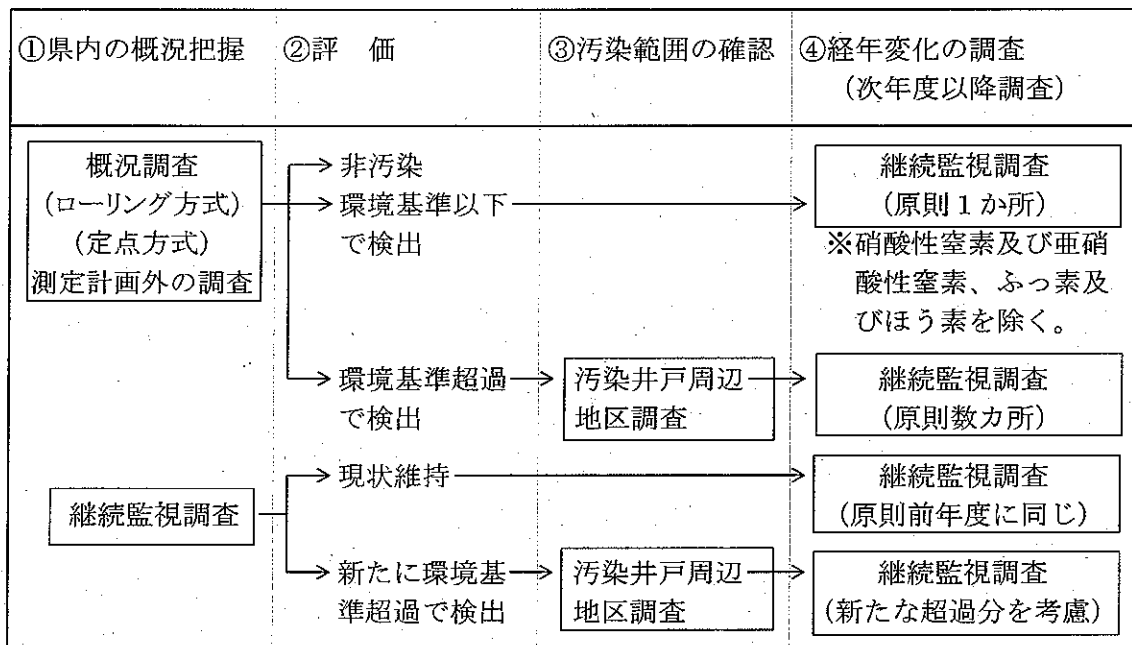 ①県内の概況把握
②評　価
③汚染範囲の確認
④経年変化の調査
(次年度以降調査)
概況調査
(ローリング方式)
(定点方式)
測定計画外の調査
非汚染
環境基準以下
で検出
継続監視調査
(原則1か所)
※硝酸性窒素及び亜硝
酸性窒素、ふっ素及
びほう素を除く。
環境基準超過
で検出
汚染井戸周辺
地区調査
継続監視調査
(原則数カ所)
継続監視調査
現状維持
継続監視調査
(原則前年度に同じ)
新たに環境基
準超過で検出
汚染井戸周辺
地区調査
継続監視調査
(新たな超過分を考慮)